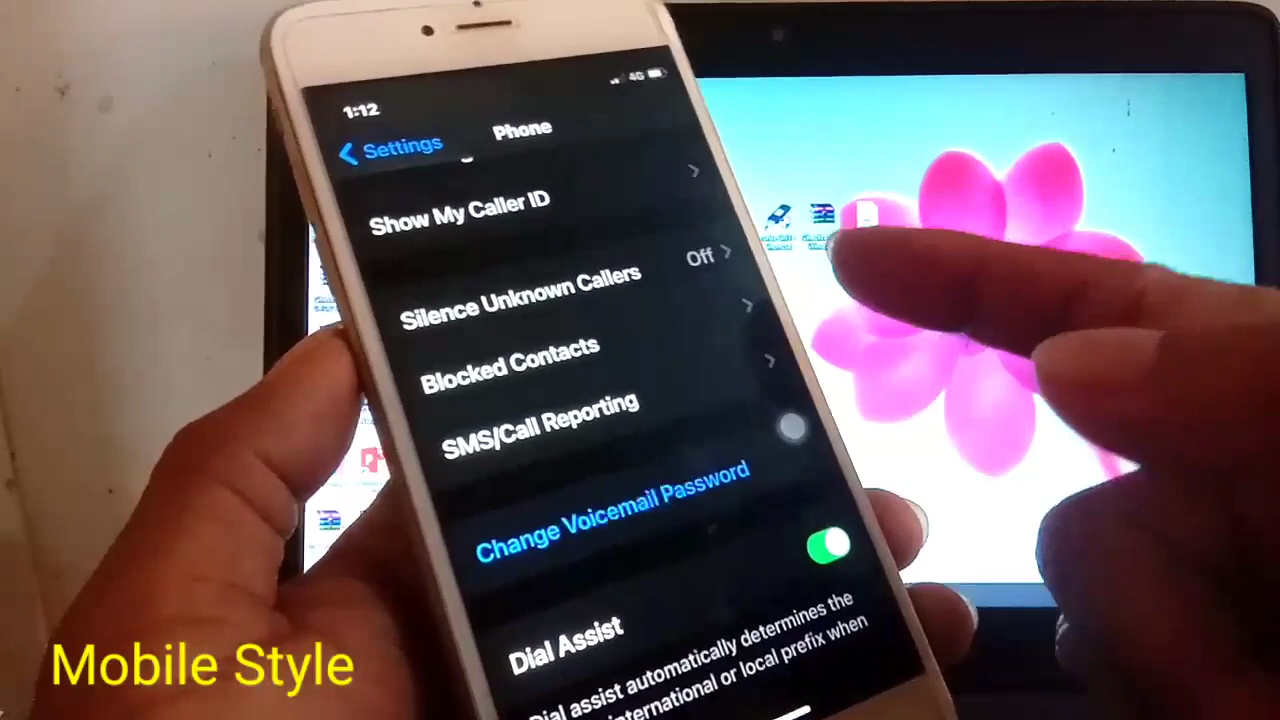 1:12
4G
Settings
Phone
Show My Caller ID
Silence Unknown Callers Off
Blocked Contacts
SMS/Call Reporting
Change Voicemail Password
Dial Assist
Dial assist automatically determines the
international or local prefix when
Mobile Style